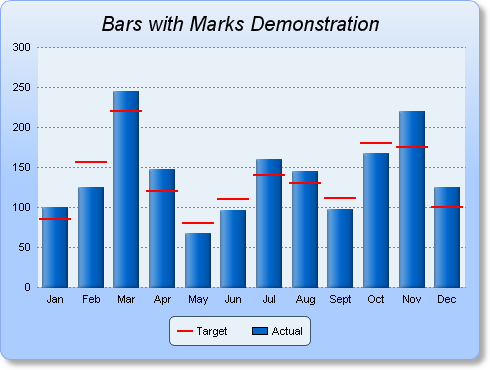 Bars with Marks Demonstration
300
250
200
150
100
50
0
Jan Feb Mar Apr May Jun Jul Aug Sept Oct Nov Dec
Target Actual